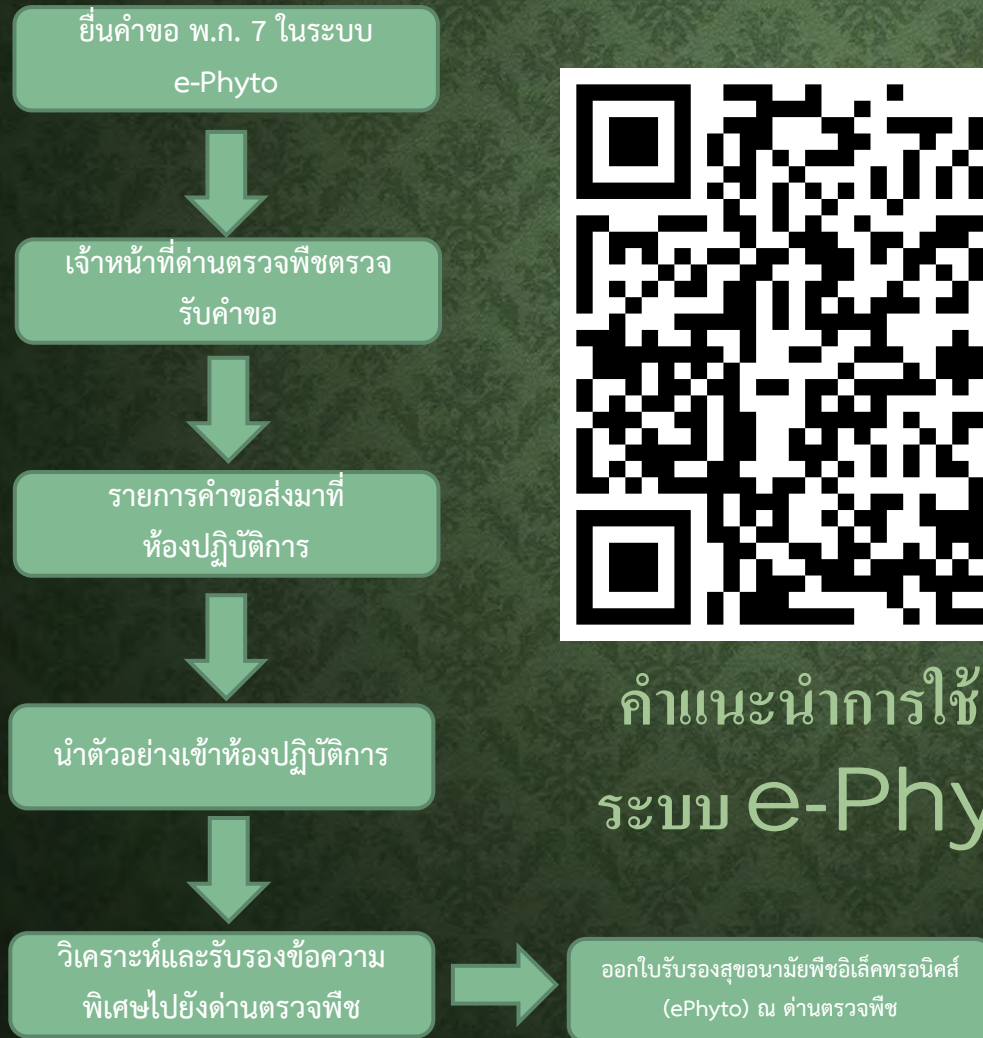 ยื่นคำขอ พ.ก. 7 ในระบบ
e-Phyto
เจ้าหน้าที่ด่านตรวจพืชตรวจ
รับคำขอ
รายการคำขอส่งมาที่
ห้องปฏิบัติการ
นำตัวอย่างเข้าห้องปฏิบัติการ
วิเคราะห์และรับรองข้อความ
พิเศษไปยังด่านตรวจพืช
ออกใบรับรองสุขอนามัยพืชอิเล็คทรอนิคส์
(ePhyto) ณ ด่านตรวจพืช
คำแนะนำการใช้
ระบบ e-Phy